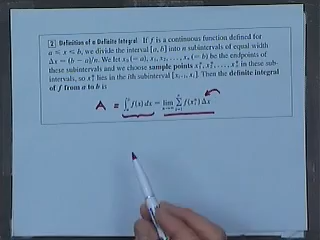 2 Definition of a Definite Integral If f is a continuous function defined for
a ≤ x ≤ b, we divide the interval [a, b] into n subintervals of equal width
Δx = (b − a)/n. We let x₀ (= a), x₁, x₂, . . . , xₙ (= b) be the endpoints of
these subintervals and we choose sample points x₁*, x₂*, . . . , xₙ* in these sub-
intervals, so xᵢ* lies in the ith subinterval [xᵢ₋₁, xᵢ]. Then the definite integral
of f from a to b is
A = ∫ₐᵇ f(x) dx = lim n→∞ Σ i=1 n f(xᵢ*) Δx